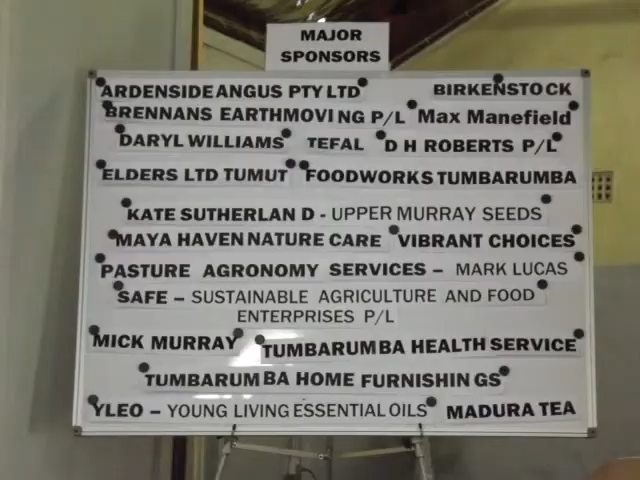 MAJOR
SPONSORS
ARDENSIDE ANGUS PTY LTD BIRKENSTOCK
BRENNANS EARTHMOVING P/L Max Manefield
DARYL WILLIAMS TEFAL D H ROBERTS P/L
ELDERS LTD TUMUT FOODWORKS TUMBARUMBA
KATE SUTHERLAND - UPPER MURRAY SEEDS
MAYA HAVEN NATURE CARE VIBRANT CHOICES
PASTURE AGRONOMY SERVICES – MARK LUCAS
SAFE – SUSTAINABLE AGRICULTURE AND FOOD
ENTERPRISES P/L
MICK MURRAY TUMBARUMBA HEALTH SERVICE
TUMBARUMBA HOME FURNISHINGS
YLEO – YOUNG LIVING ESSENTIAL OILS MADURA TEA